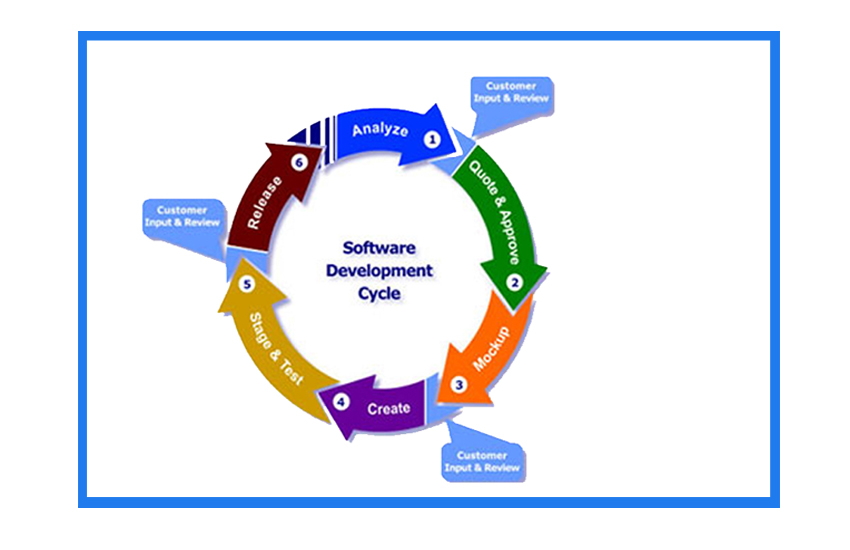 Customer
Input & Review
Analyze
1
Quote & Approve
2
Mockup
3
Customer
Input & Review
Create
4
Stage & Test
5
Customer
Input & Review
Release
6
Software
Development
Cycle